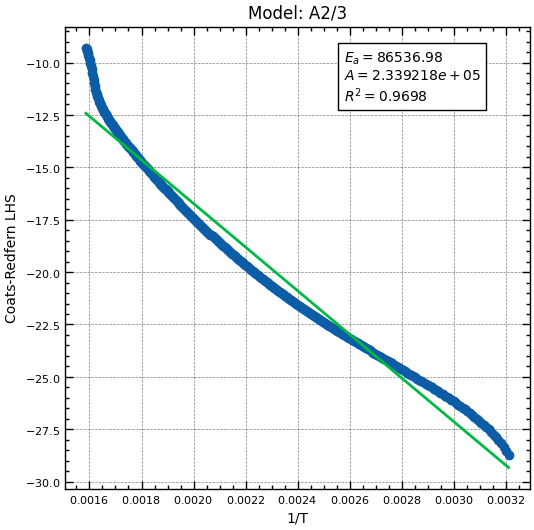 Model: A2/3
E_a = 86536.98
A = 2.339218e + 05
R^2 = 0.9698
Coats-Redfern LHS
−10.0
−12.5
−15.0
−17.5
−20.0
−22.5
−25.0
−27.5
−30.0
0.0016 0.0018 0.0020 0.0022 0.0024 0.0026 0.0028 0.0030 0.0032
1/T